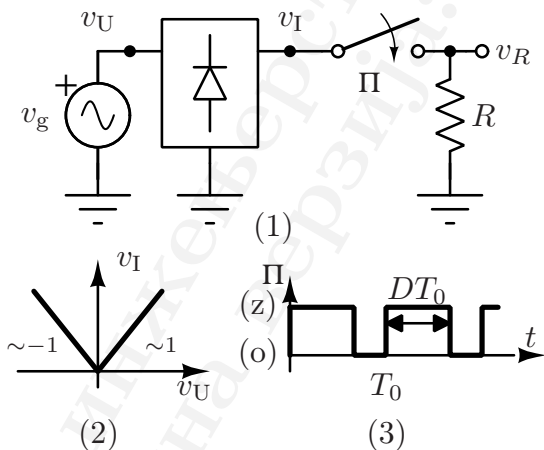 v_U v_I v_R
+
v_g Π R
(1)
v_I Π
(z) DT_0
∼−1 ∼1 (o) t
v_U T_0
(2) (3)